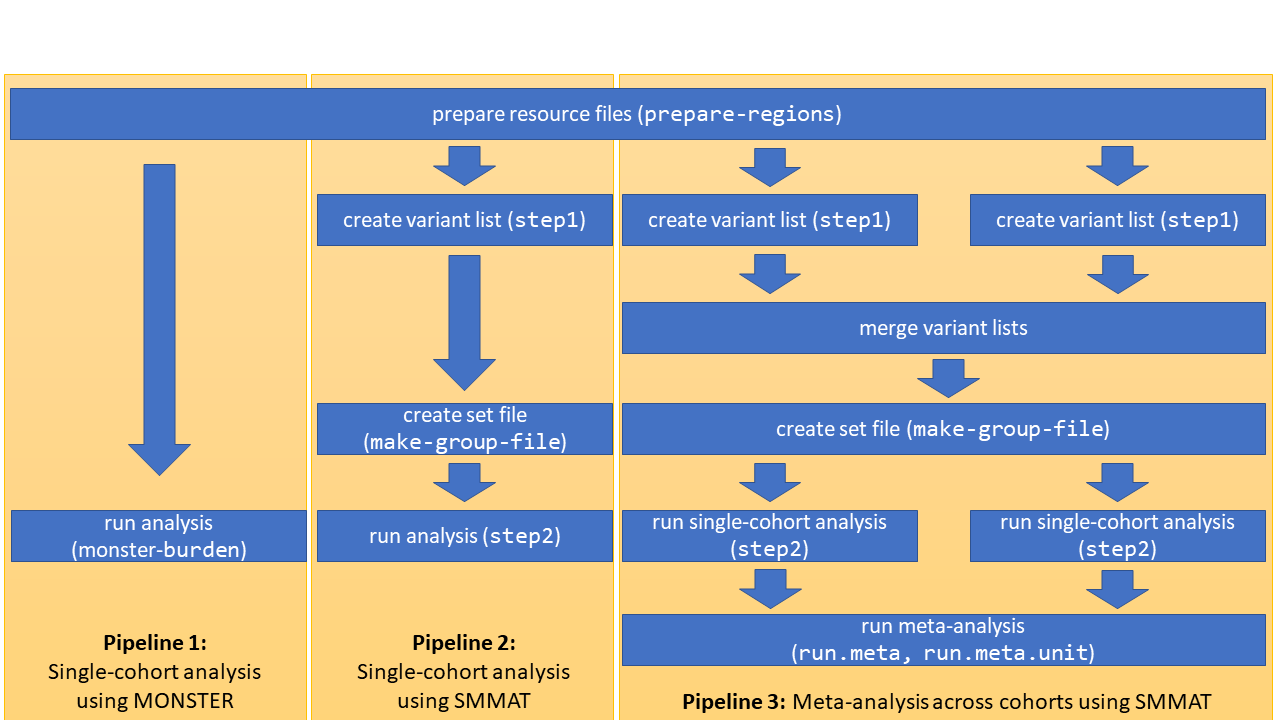 prepare resource files (prepare-regions)
create variant list (step1)
create variant list (step1)
create variant list (step1)
merge variant lists
create set file
(make-group-file)
create set file (make-group-file)
run analysis
(monster-burden)
run analysis (step2)
run single-cohort analysis
(step2)
run single-cohort analysis
(step2)
run meta-analysis
(run.meta, run.meta.unit)
Pipeline 1:
Single-cohort analysis
using MONSTER
Pipeline 2:
Single-cohort analysis
using SMMAT
Pipeline 3: Meta-analysis across cohorts using SMMAT